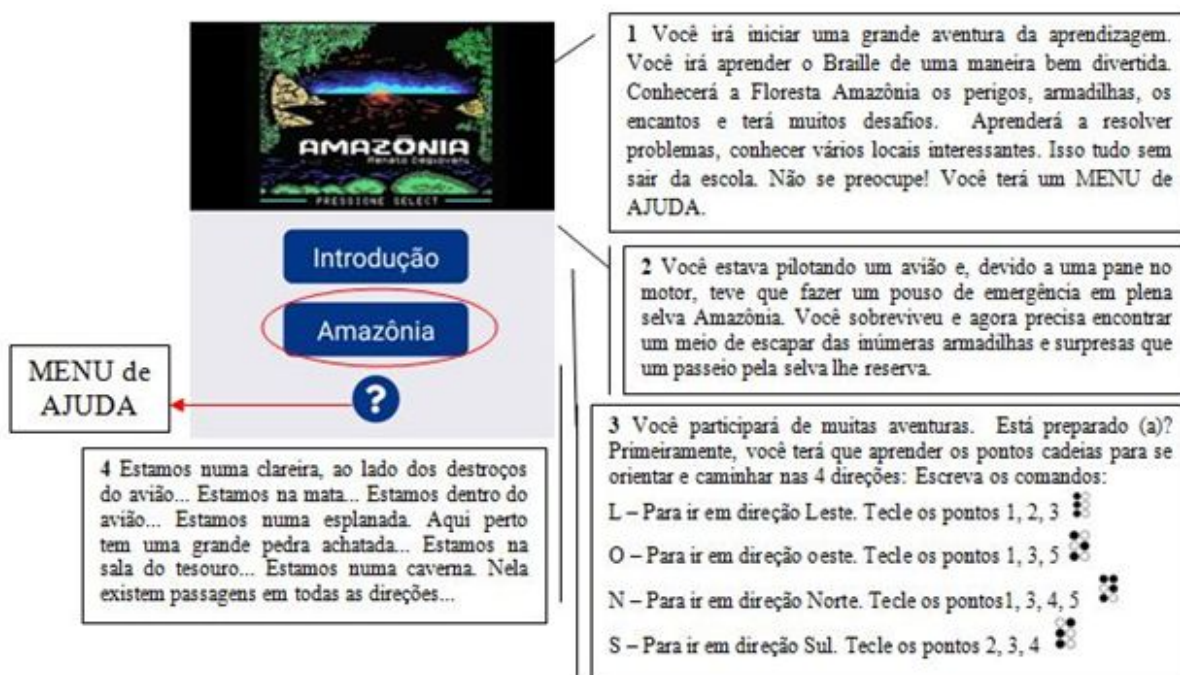 AMAZÔNIA
Renato Degiovani
PRESSIONE SELECT
Introdução
Amazônia
?
MENU de
AJUDA
1 Você irá iniciar uma grande aventura da aprendizagem.
Você irá aprender o Braille de uma maneira bem divertida.
Conhecerá a Floresta Amazônia os perigos, armadilhas, os
encantos e terá muitos desafios. Aprenderá a resolver
problemas, conhecer vários locais interessantes. Isso tudo sem
sair da escola. Não se preocupe! Você terá um MENU de
AJUDA.
2 Você estava pilotando um avião e, devido a uma pane no
motor, teve que fazer um pouso de emergência em plena
selva Amazônia. Você sobreviveu e agora precisa encontrar
um meio de escapar das inúmeras armadilhas e surpresas que
um passeio pela selva lhe reserva.
3 Você participará de muitas aventuras. Está preparado (a)?
Primeiramente, você terá que aprender os pontos cadeias para se
orientar e caminhar nas 4 direções: Escreva os comandos:
L – Para ir em direção Leste. Tecle os pontos 1, 2, 3 ⠇
O – Para ir em direção oeste. Tecle os pontos 1, 3, 5 ⠕
N – Para ir em direção Norte. Tecle os pontos1, 3, 4, 5 ⠝
S – Para ir em direção Sul. Tecle os pontos 2, 3, 4 ⠎
4 Estamos numa clareira, ao lado dos destroços
do avião... Estamos na mata... Estamos dentro do
avião... Estamos numa esplanada. Aqui perto
tem uma grande pedra achatada... Estamos na
sala do tesouro... Estamos numa caverna. Nela
existem passagens em todas as direções...